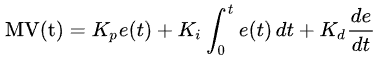 MV(t) = K_p e(t) + K_i ∫_0^t e(t) dt + K_d de/dt